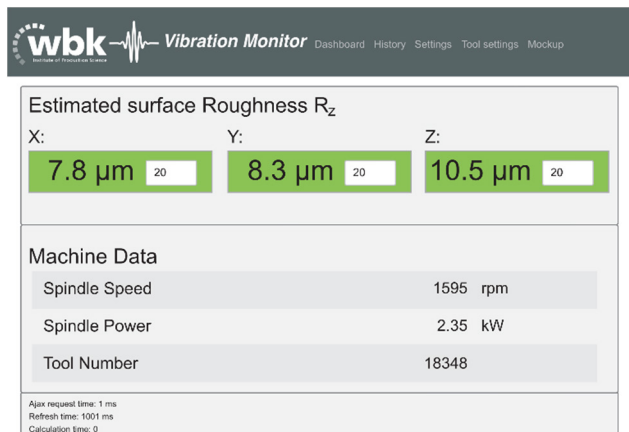 wbk Vibration Monitor Dashboard History Settings Tool settings Mockup
Institute of Production Science
Estimated surface Roughness Rz
X: Y: Z:
7.8 µm 20 8.3 µm 20 10.5 µm 20
Machine Data
Spindle Speed 1595 rpm
Spindle Power 2.35 kW
Tool Number 18348
Ajax request time: 1 ms
Refresh time: 1001 ms
Calculation time: 0